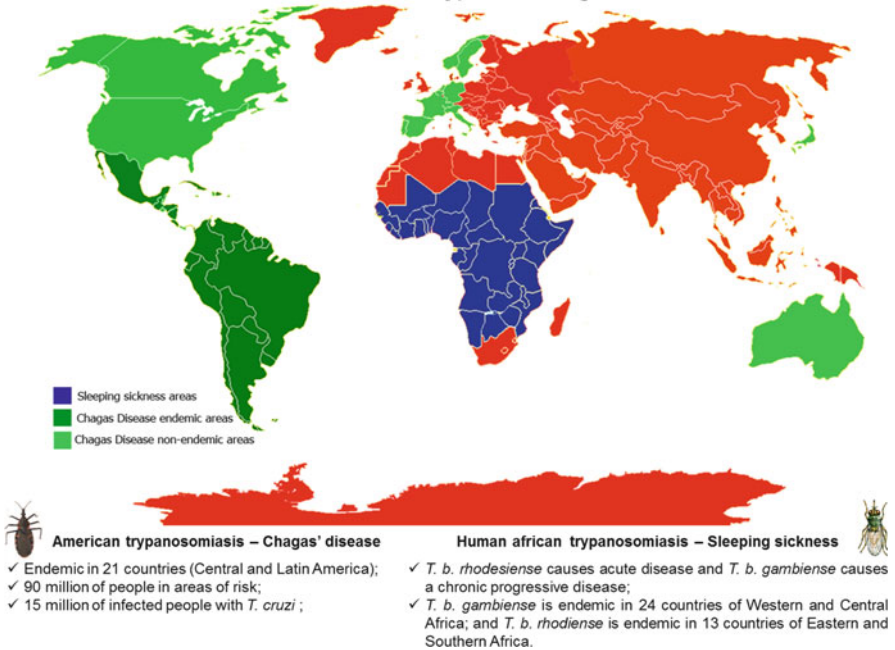 Sleeping sickness areas
Chagas Disease endemic areas
Chagas Disease non-endemic areas
American trypanosomiasis – Chagas' disease
✓ Endemic in 21 countries (Central and Latin America);
✓ 90 million of people in areas of risk;
✓ 15 million of infected people with T. cruzi ;
Human african trypanosomiasis – Sleeping sickness
✓ T. b. rhodesiense causes acute disease and T. b. gambiense causes
a chronic progressive disease;
✓ T. b. gambiense is endemic in 24 countries of Western and Central
Africa; and T. b. rhodiense is endemic in 13 countries of Eastern and
Southern Africa.